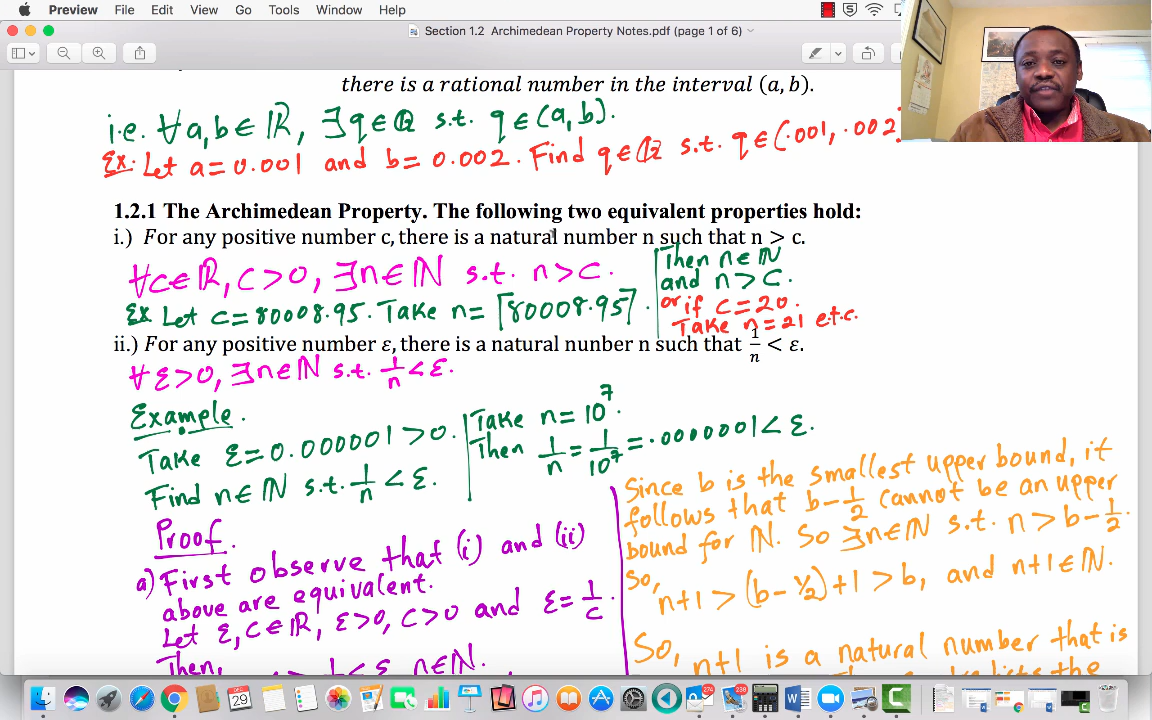 Preview File Edit View Go Tools Window Help
Section 1.2 Archimedean Property Notes.pdf (page 1 of 6)
there is a rational number in the interval (a, b).
i.e. ∀a,b∈ℝ, ∃q∈ℚ s.t. q∈(a,b).
Ex: Let a=0.001 and b=0.002. Find q∈ℚ s.t. q∈(.001, .002
1.2.1 The Archimedean Property. The following two equivalent properties hold:
i.) For any positive number c, there is a natural number n such that n > c.
∀c∈ℝ, c>0, ∃n∈ℕ s.t. n>c.
Then n∈ℕ
and n>c.
Ex Let c=80008.95. Take n=⌈80008.95⌉.
or if c=20.
Take n=21 etc.
ii.) For any positive number ε, there is a natural nunber n such that 1/n < ε.
∀ε>0, ∃n∈ℕ s.t. 1/n<ε.
Example.
Take ε=0.000001>0.
Find n∈ℕ s.t. 1/n<ε.
Take n=10^7.
Then 1/n=1/10^7=.0000001<ε.
Proof.
a) First observe that (i) and (ii)
above are equivalent.
Let ε,c∈ℝ, ε>0, c>0 and ε=1/c.
Then,
1/n<ε n∈ℕ.
Since b is the smallest upper bound, it
follows that b-1/2 cannot be an upper
bound for ℕ. So ∃n∈ℕ s.t. n>b-1/2.
So,
n+1>(b-1/2)+1>b, and n+1∈ℕ.
So, n+1 is a natural number that is
the
29
274
238